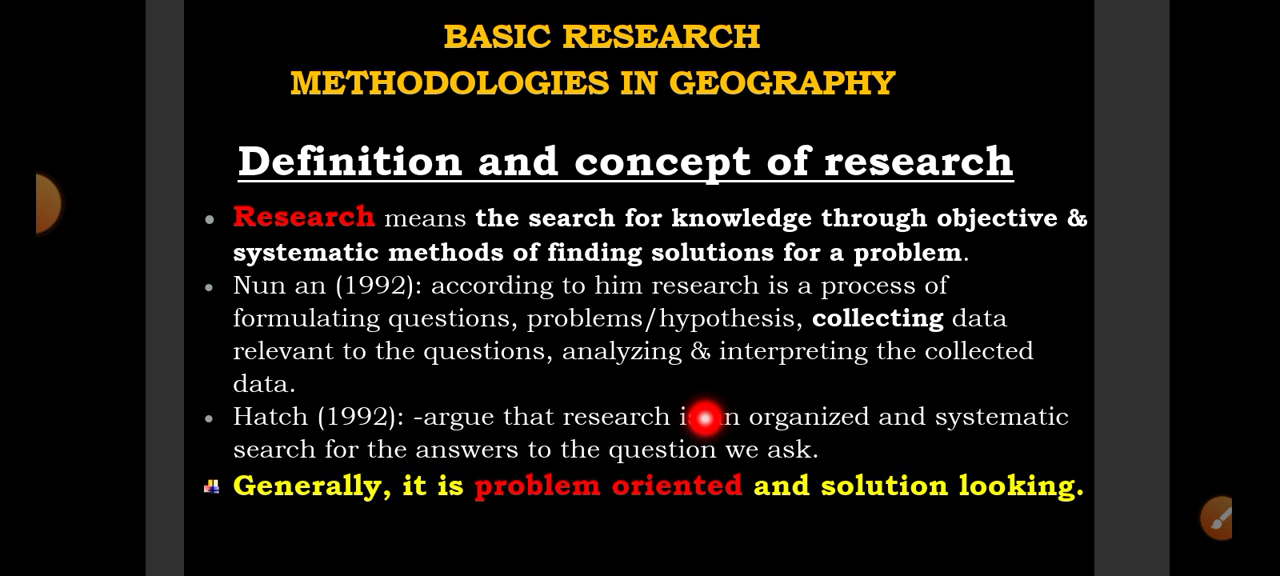 BASIC RESEARCH
METHODOLOGIES IN GEOGRAPHY
Definition and concept of research
Research means the search for knowledge through objective &
systematic methods of finding solutions for a problem.
Nun an (1992): according to him research is a process of
formulating questions, problems/hypothesis, collecting data
relevant to the questions, analyzing & interpreting the collected
data.
Hatch (1992): -argue that research is an organized and systematic
search for the answers to the question we ask.
Generally, it is problem oriented and solution looking.